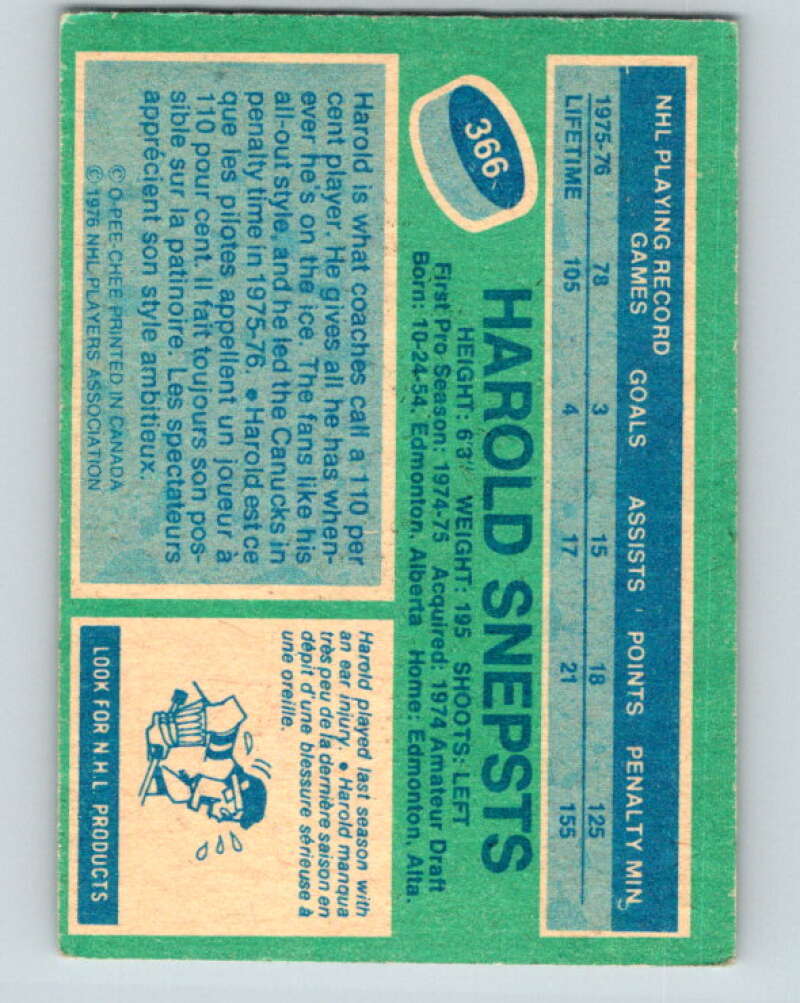 NHL PLAYING RECORD
GAMES GOALS ASSISTS POINTS PENALTY MIN.
1975-76 78 3 15 18 125
LIFETIME 105 4 17 21 155
366
HAROLD SNEPSTS
HEIGHT: 6'3" WEIGHT: 195 SHOOTS: LEFT
First Pro Season: 1974-75 Acquired: 1974 Amateur Draft
Born: 10-24-54, Edmonton, Alberta Home: Edmonton, Alta.
Harold is what coaches call a 110 per
cent player. He gives all he has when-
ever he's on the ice. The fans like his
all-out style, and he led the Canucks in
penalty time in 1975-76. • Harold est ce
que les pilotes appellent un joueur à
110 pour cent. Il fait toujours son pos-
sible sur la patinoire. Les spectateurs
apprécient son style ambitieux.
© O-PEE-CHEE PRINTED IN CANADA
© 1976 NHL PLAYERS ASSOCIATION
Harold played last season with
an ear injury. • Harold manqua
très peu de la dernière saison en
dépit d'une blessure sérieuse à
une oreille.
LOOK FOR N.H.L PRODUCTS